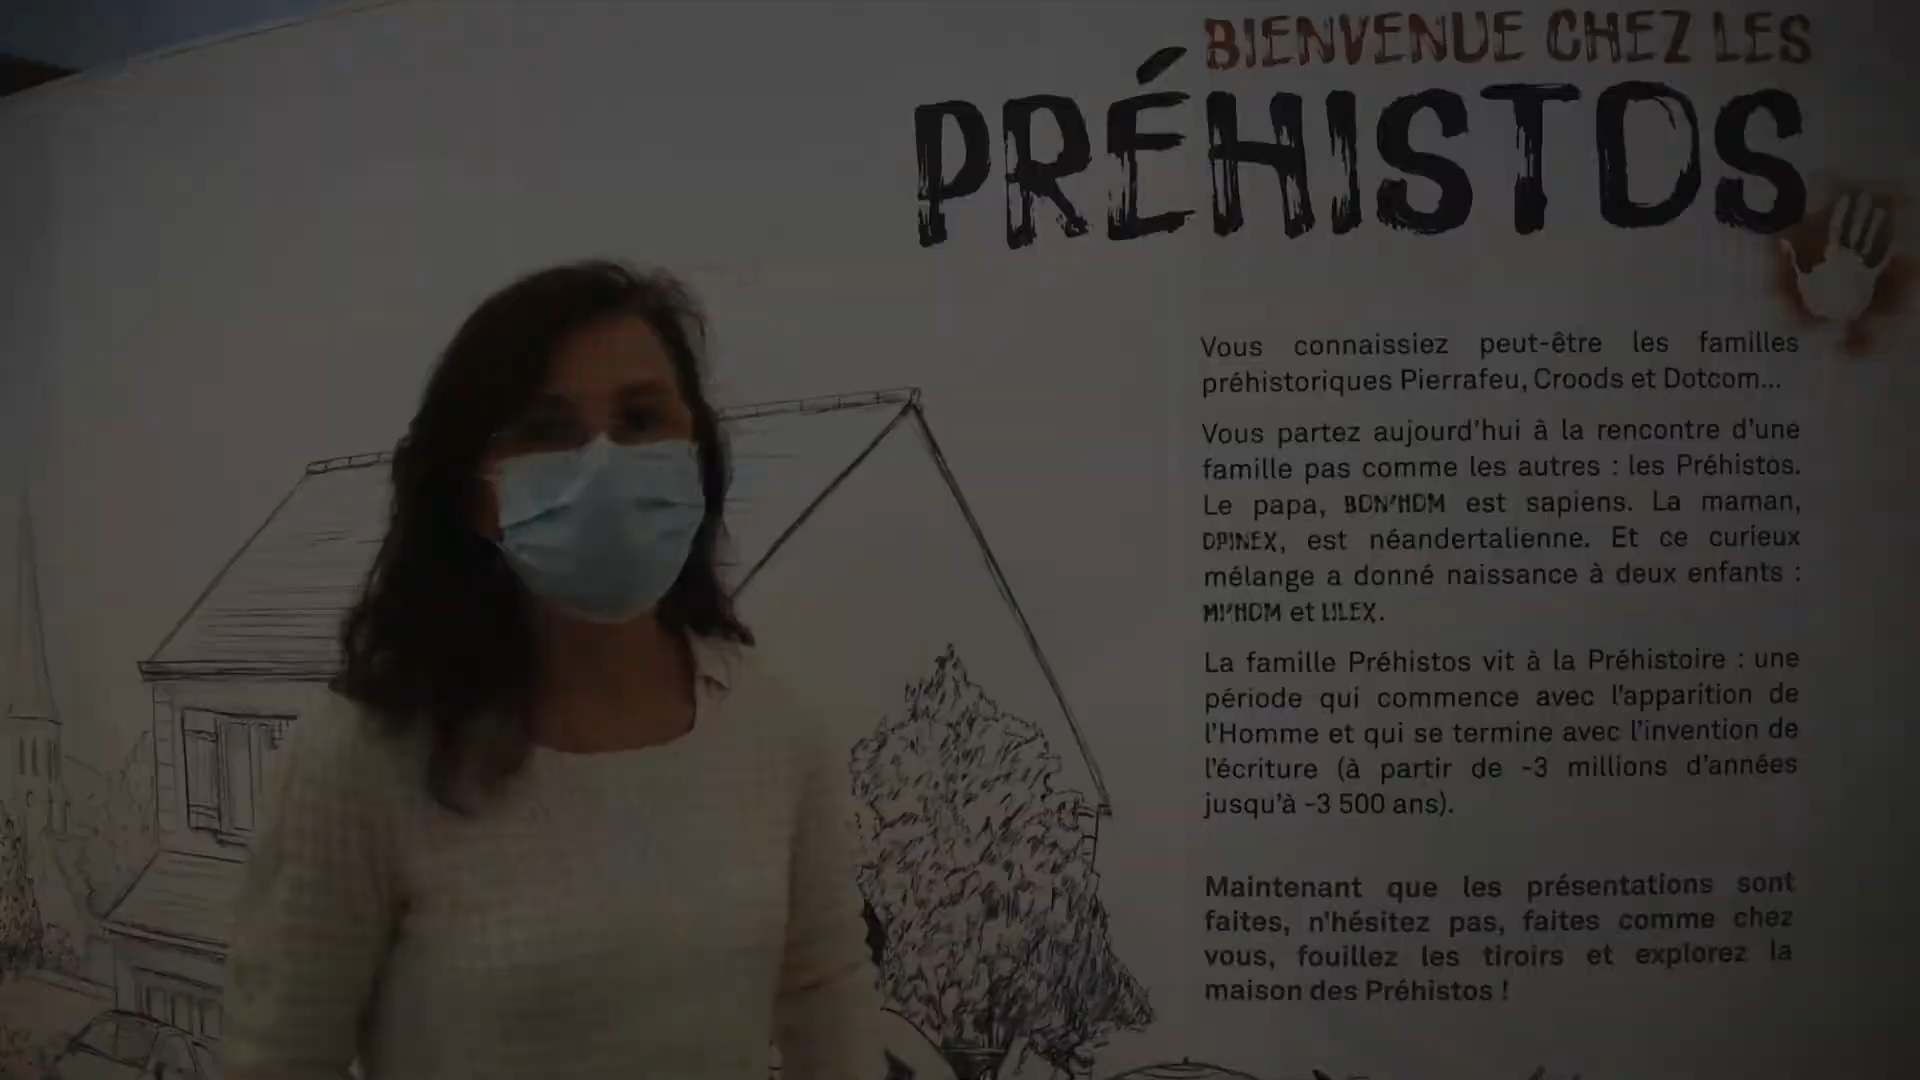 BIENVENUE CHEZ LES
PRÉHISTOS
Vous connaissiez peut-être les familles
préhistoriques Pierrafeu, Croods et Dotcom...
Vous partez aujourd'hui à la rencontre d'une
famille pas comme les autres : les Préhistos.
Le papa, BON'HOM est sapiens. La maman,
OPINEX, est néandertalienne. Et ce curieux
mélange a donné naissance à deux enfants :
MI'HOM et LILEX.
La famille Préhistos vit à la Préhistoire : une
période qui commence avec l'apparition de
l'Homme et qui se termine avec l'invention de
l'écriture (à partir de -3 millions d'années
jusqu'à -3 500 ans).
Maintenant que les présentations sont
faites, n'hésitez pas, faites comme chez
vous, fouillez les tiroirs et explorez la
maison des Préhistos !